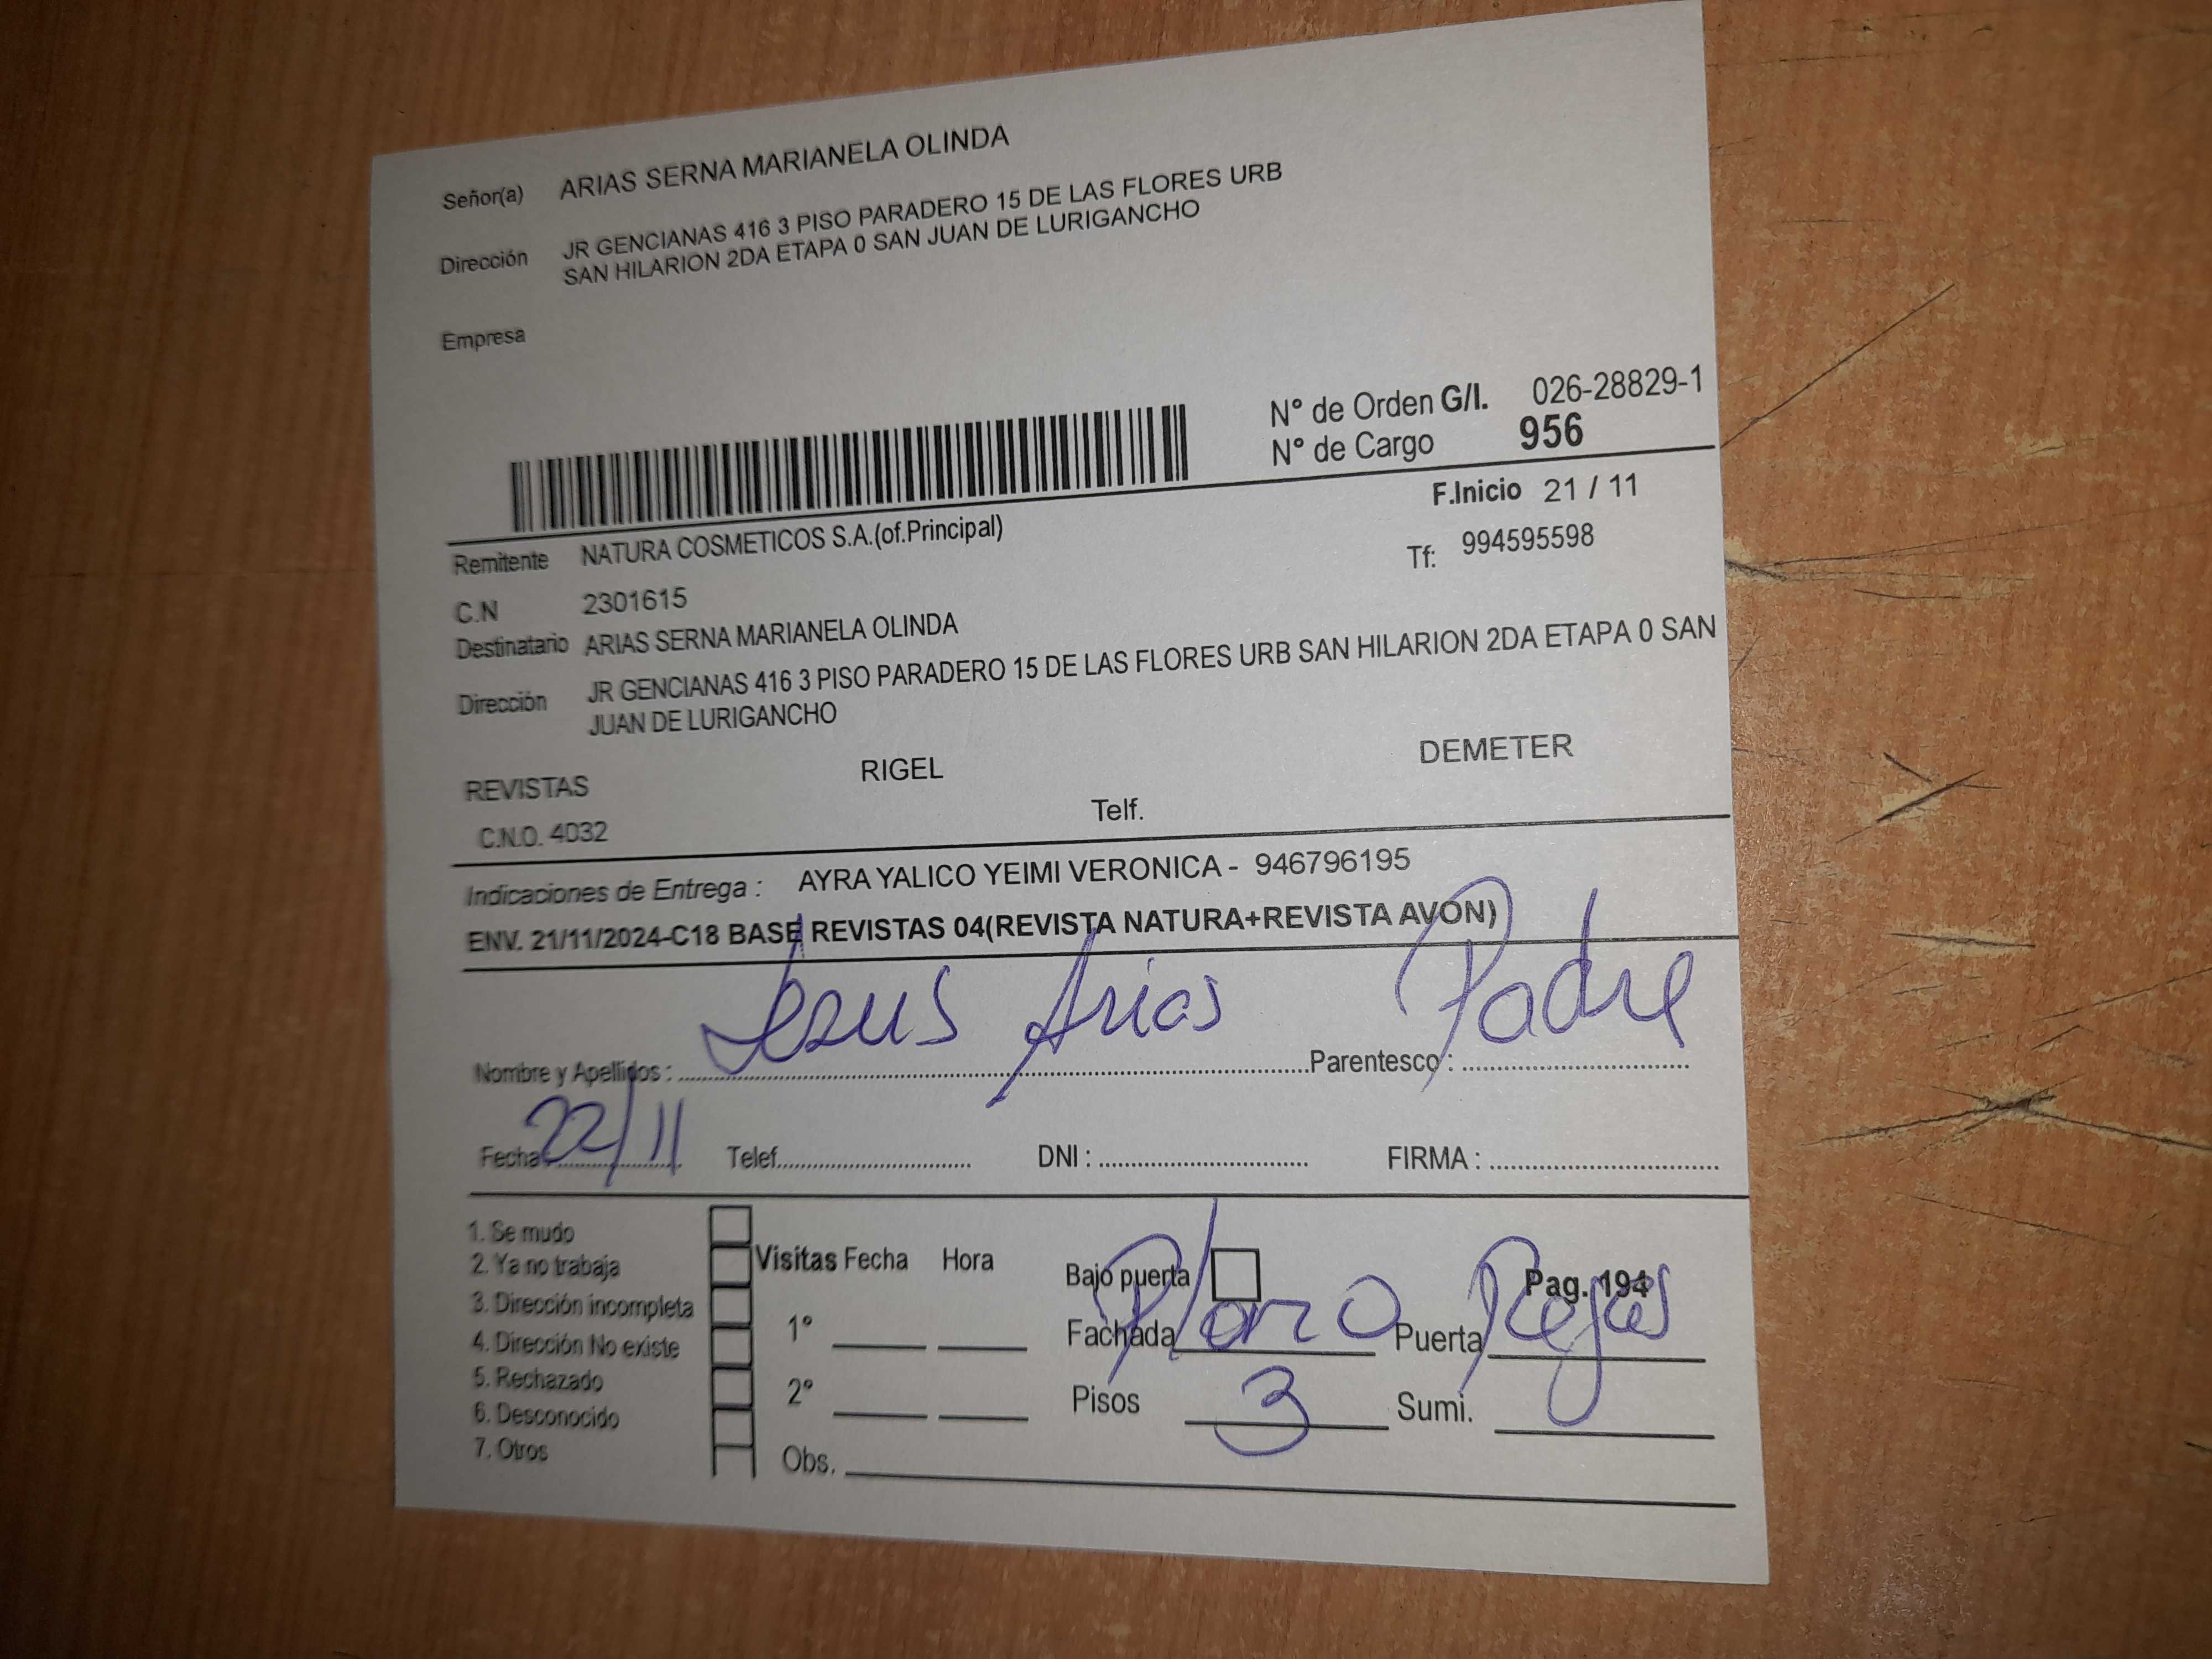 Señor(a) ARIAS SERNA MARIANELA OLINDA
Dirección JR GENCIANAS 416 3 PISO PARADERO 15 DE LAS FLORES URB
SAN HILARION 2DA ETAPA 0 SAN JUAN DE LURIGANCHO
Empresa
N° de Orden G/I. 026-28829-1
N° de Cargo 956
F.Inicio 21 / 11
Remitente NATURA COSMETICOS S.A.(of.Principal)
Tf: 994595598
C.N 2301615
Destinatario ARIAS SERNA MARIANELA OLINDA
Dirección JR GENCIANAS 416 3 PISO PARADERO 15 DE LAS FLORES URB SAN HILARION 2DA ETAPA 0 SAN
JUAN DE LURIGANCHO
REVISTAS RIGEL DEMETER
C.N.O. 4032 Telf.
Indicaciones de Entrega : AYRA YALICO YEIMI VERONICA - 946796195
ENV. 21/11/2024-C18 BASE REVISTAS 04(REVISTA NATURA+REVISTA AVON)
Nombre y Apellidos : Jesus Arias Parentesco : Padre
Fecha 22/11 Telef. DNI : FIRMA :
1. Se mudo
2. Ya no trabaja
3. Dirección incompleta
4. Dirección No existe
5. Rechazado
6. Desconocido
7. Otros
Visitas Fecha Hora
1°
2°
Obs.
Bajo puerta Pag. 194
Fachada Puerta Rejas
Pisos 3 Sumi.